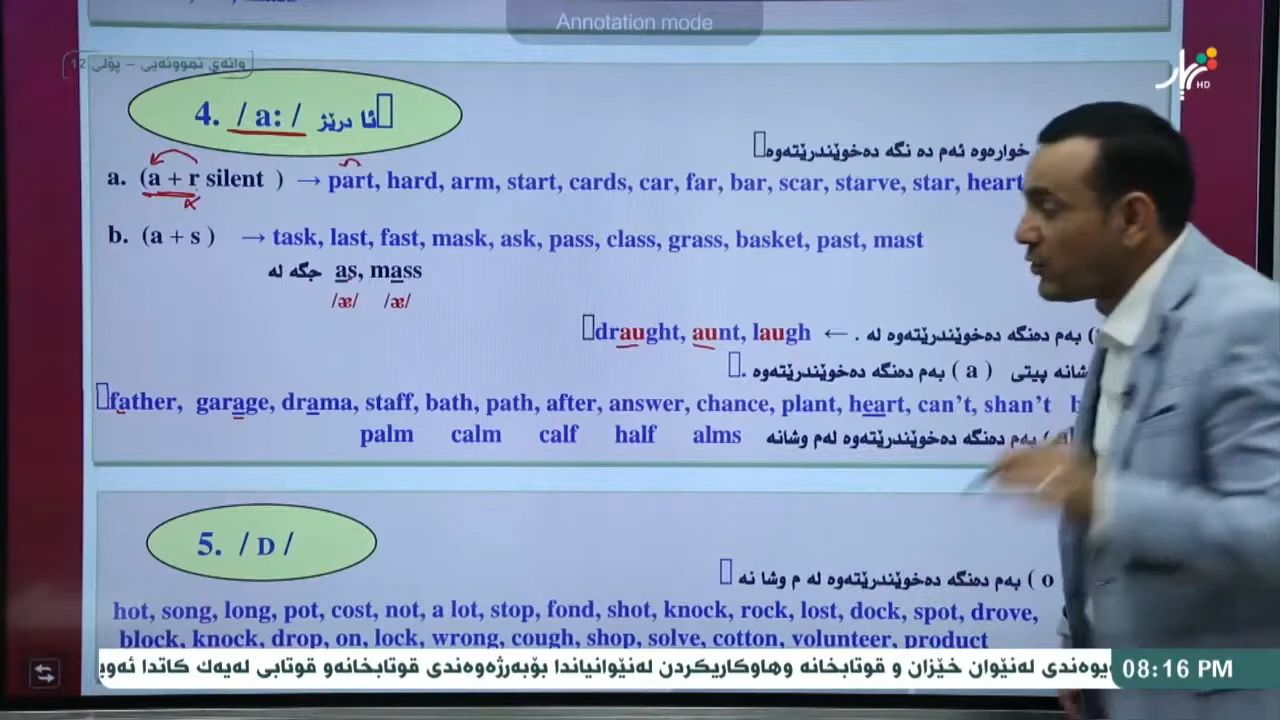 Annotation mode
وانەی نموونەیی - پۆلی 12
HD
4. / a: / ئا درێژ
خوارەوە ئەم دە نگە دەخوێندرێتەوە
a. (a + r silent ) → part, hard, arm, start, cards, car, far, bar, scar, starve, star, heart
b. (a + s ) → task, last, fast, mask, ask, pass, class, grass, basket, past, mast
جگە لە as, mass
/æ/ /æ/
draught, aunt, laugh ← . بەم دەنگە دەخوێندرێتەوە لە
شانە پیتی ( a ) بەم دەنگە دەخوێندرێتەوە .
father, garage, drama, staff, bath, path, after, answer, chance, plant, heart, can't, shan't
palm calm calf half alms بەم دەنگە دەخوێندرێتەوە لەم وشانە
5. / ɒ /
o ) بەم دەنگە دەخوێندرێتەوە لە م وشا نە
hot, song, long, pot, cost, not, a lot, stop, fond, shot, knock, rock, lost, dock, spot, drove,
block, knock, drop, on, lock, wrong, cough, shop, solve, cotton, volunteer, product
یوەندی لەنێوان خێزان و قوتابخانە وهاوکاریکردن لەنێوانیاندا بۆبەرژەوەندی قوتابخانەو قوتابی لەیەك کاتدا ئەوی
08:16 PM